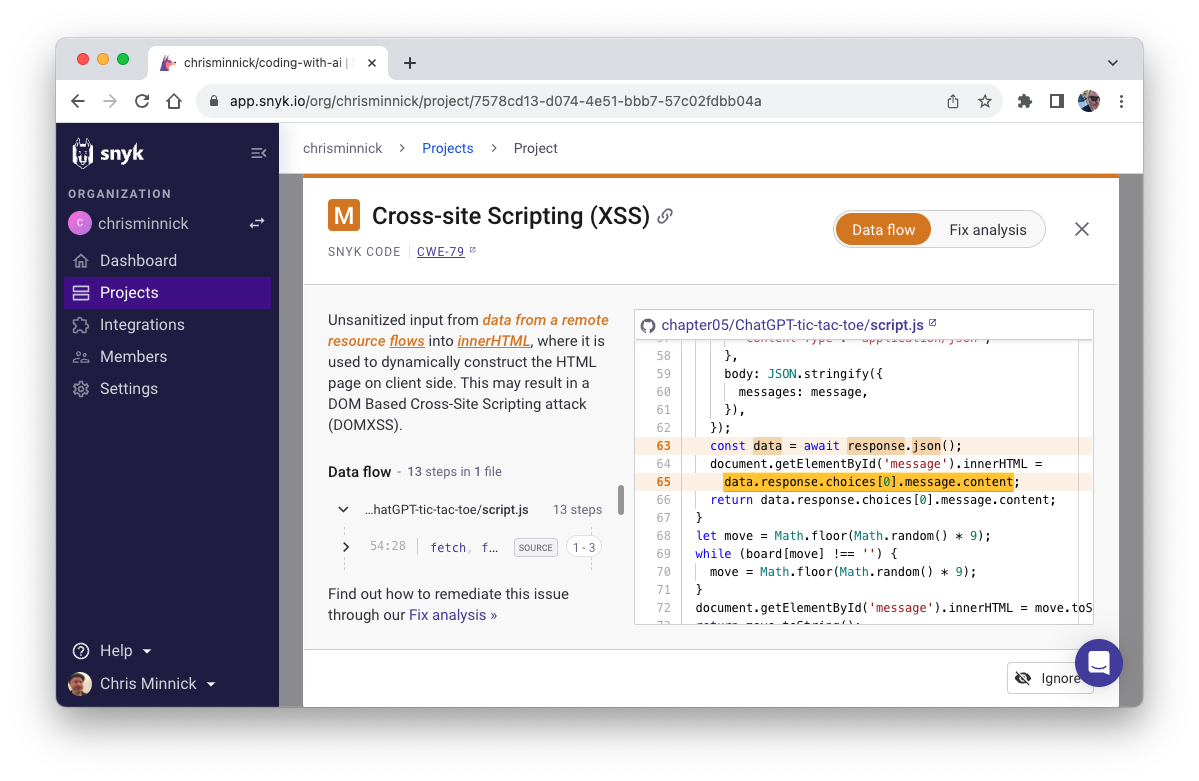 chrisminnick/coding-with-ai |
app.snyk.io/org/chrisminnick/project/7578cd13-d074-4e51-bbb7-57c02fdbb04a
snyk
ORGANIZATION
C chrisminnick
Dashboard
Projects
Integrations
Members
Settings
Help
Chris Minnick
chrisminnick > Projects > Project
M Cross-site Scripting (XSS)
SNYK CODE | CWE-79
Data flow Fix analysis
Unsanitized input from data from a remote
resource flows into innerHTML, where it is
used to dynamically construct the HTML
page on client side. This may result in a
DOM Based Cross-Site Scripting attack
(DOMXSS).
Data flow - 13 steps in 1 file
...hatGPT-tic-tac-toe/script.js 13 steps
54:28 fetch, f... SOURCE 1 - 3
Find out how to remediate this issue
through our Fix analysis »
chapter05/ChatGPT-tic-tac-toe/script.js
57 'Content-Type': 'application/json',
58 },
59 body: JSON.stringify({
60 messages: message,
61 }),
62 });
63 const data = await response.json();
64 document.getElementById('message').innerHTML =
65 data.response.choices[0].message.content;
66 return data.response.choices[0].message.content;
67 }
68 let move = Math.floor(Math.random() * 9);
69 while (board[move] !== '') {
70 move = Math.floor(Math.random() * 9);
71 }
72 document.getElementById('message').innerHTML = move.toS
73 return move.toString();
Ignore